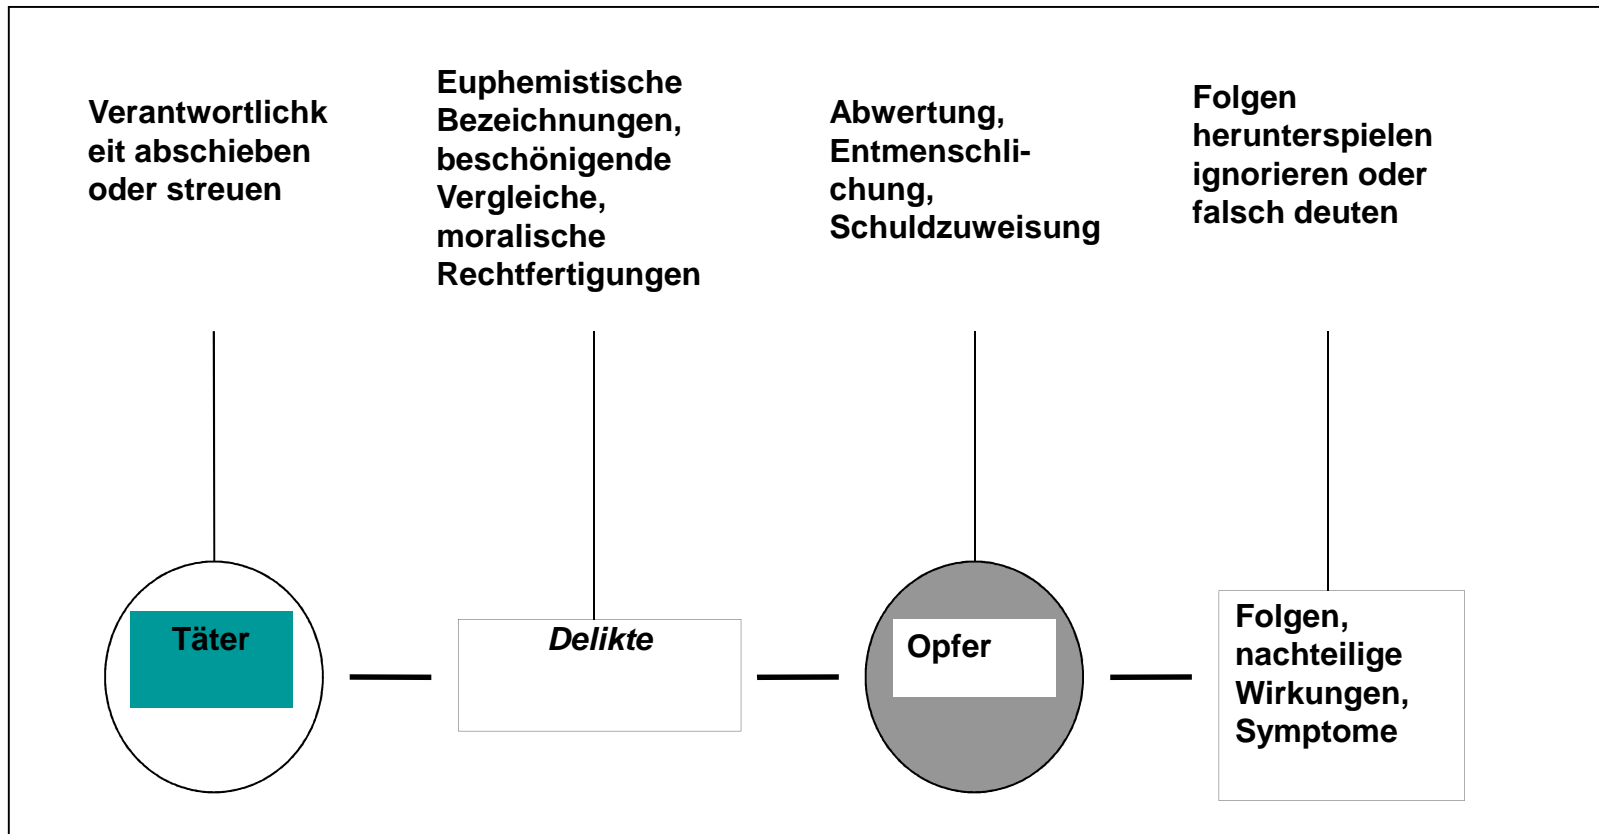 Verantwortlichk
eit abschieben
oder streuen
Euphemistische
Bezeichnungen,
beschönigende
Vergleiche,
moralische
Rechtfertigungen
Abwertung,
Entmenschli-
chung,
Schuldzuweisung
Folgen
herunterspielen
ignorieren oder
falsch deuten
Täter
Delikte
Opfer
Folgen,
nachteilige
Wirkungen,
Symptome